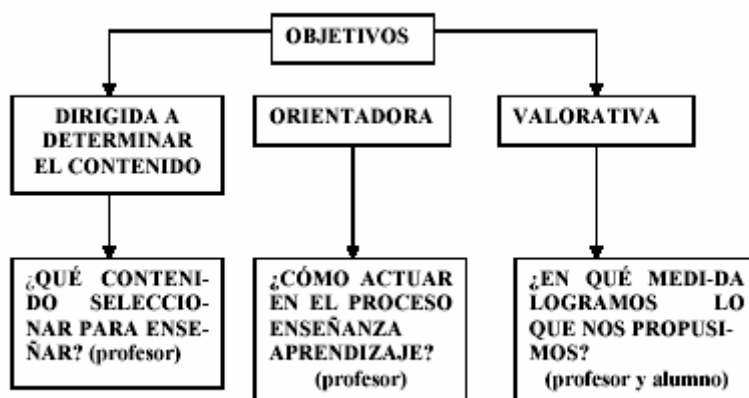 OBJETIVOS
DIRIGIDA A
DETERMINAR
EL CONTENIDO
ORIENTADORA
VALORATIVA
¿QUÉ CONTENI-
DO SELECCIO-
NAR PARA ENSE-
ÑAR? (profesor)
¿CÓMO ACTUAR
EN EL PROCESO
ENSEÑANZA
APRENDIZAJE?
(profesor)
¿EN QUÉ MEDI-DA
LOGRAMOS LO
QUE NOS PROPUSI-
MOS?
(profesor y alumno)